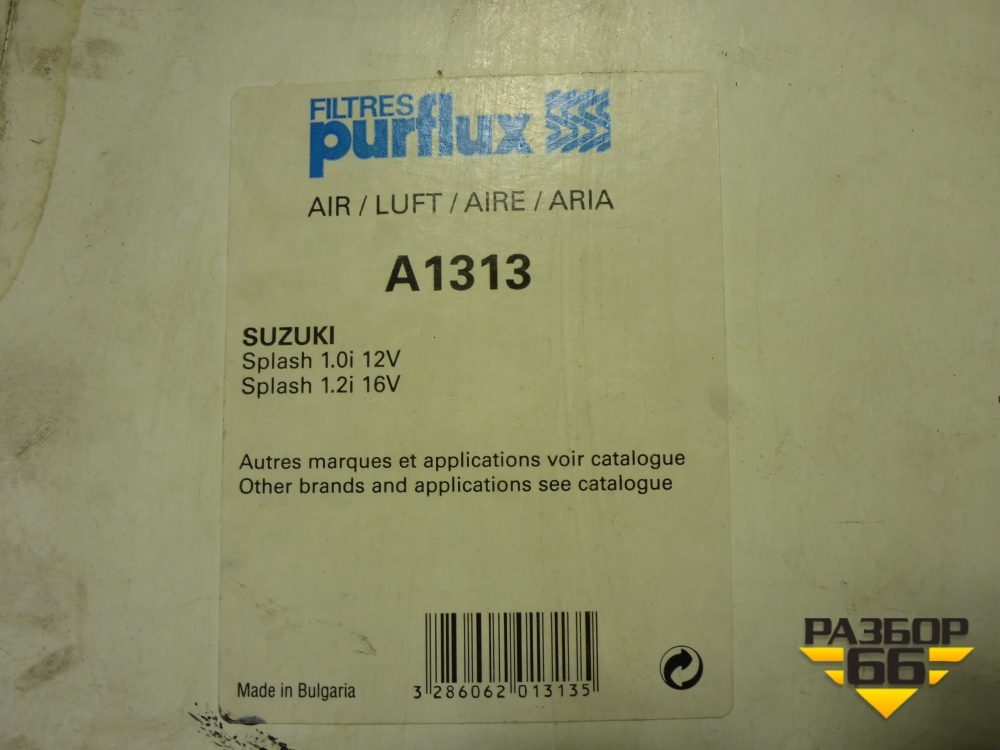 FILTRES
purflux
AIR / LUFT / AIRE / ARIA
A1313
SUZUKI
Splash 1.0i 12V
Splash 1.2i 16V
Autres marques et applications voir catalogue
Other brands and applications see catalogue
Made in Bulgaria
3 286062 013135
РАЗБОР
66